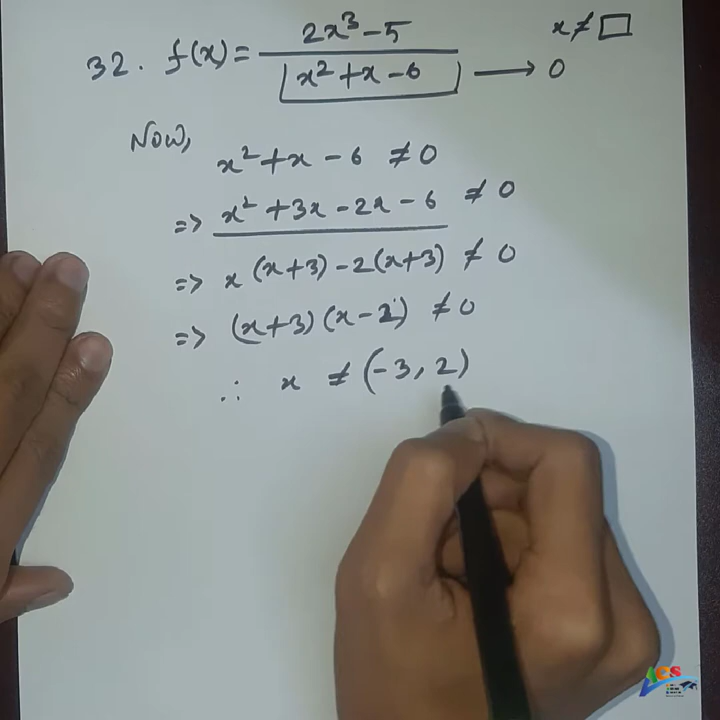 32. f(x) = (2x³ - 5) / (x² + x - 6) ⟶ 0    x ≠ □
Now,
x² + x - 6 ≠ 0
=> x² + 3x - 2x - 6 ≠ 0
=> x(x+3) - 2(x+3) ≠ 0
=> (x+3)(x-2) ≠ 0
∴ x ≠ (-3, 2)
ACS